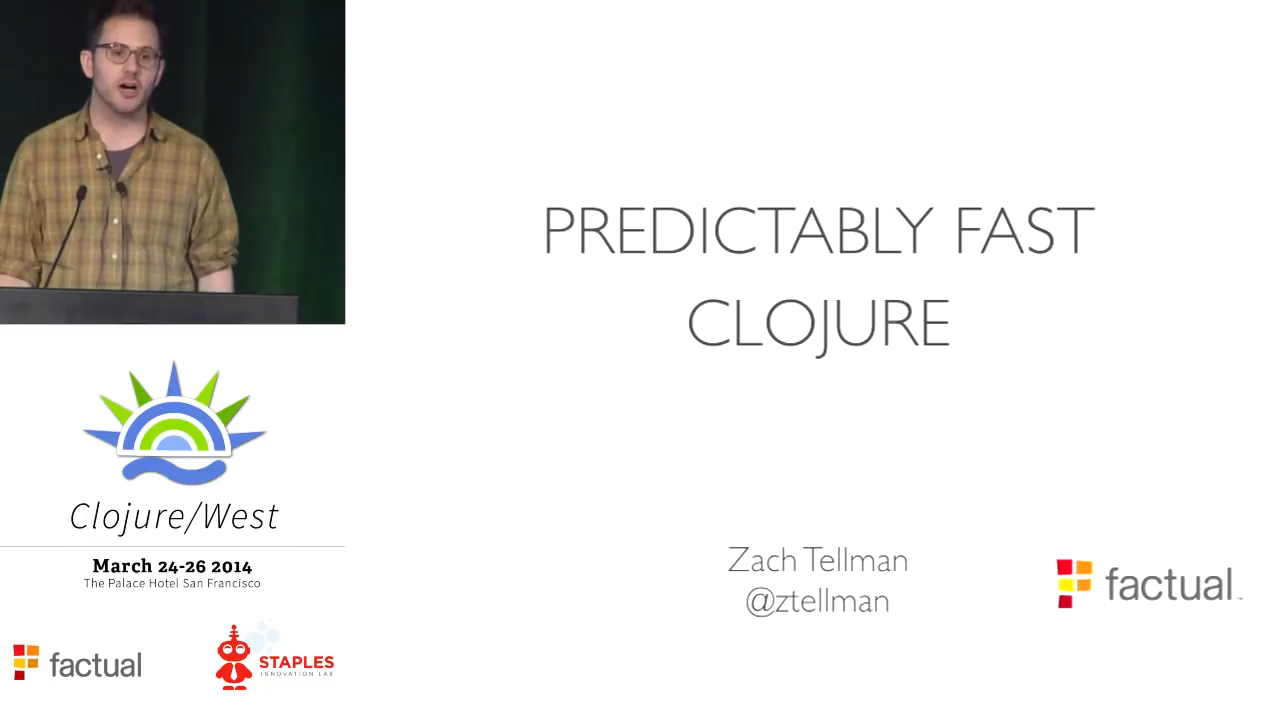 PREDICTABLY FAST
CLOJURE
Zach Tellman
@ztellman
factual™
Clojure/West
March 24-26 2014
The Palace Hotel San Francisco
factual
STAPLES
INNOVATION LAB